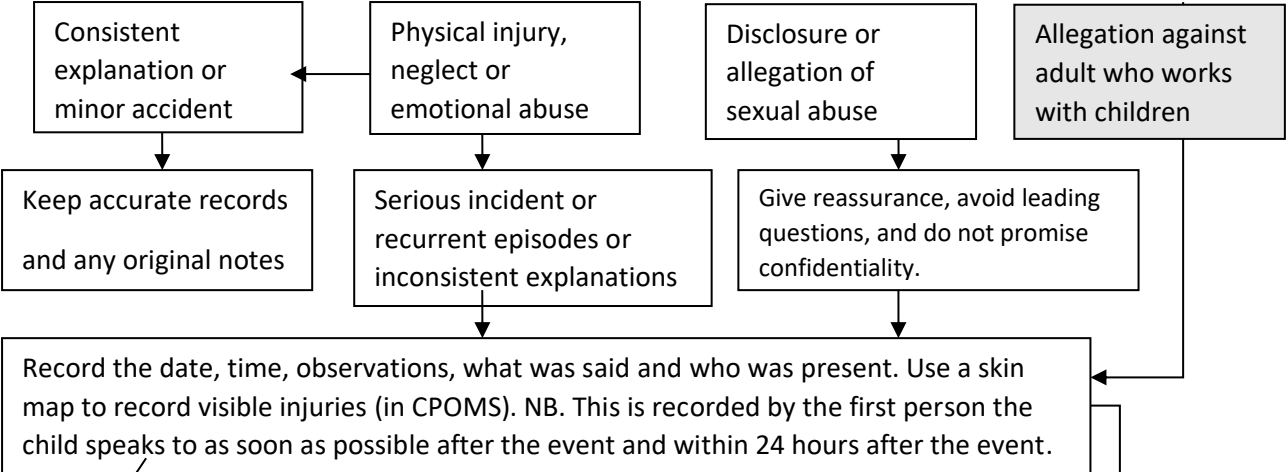 Consistent
explanation or
minor accident
Physical injury,
neglect or
emotional abuse
Disclosure or
allegation of
sexual abuse
Allegation against
adult who works
with children
Keep accurate records
and any original notes
Serious incident or
recurrent episodes or
inconsistent explanations
Give reassurance, avoid leading
questions, and do not promise
confidentiality.
Record the date, time, observations, what was said and who was present. Use a skin
map to record visible injuries (in CPOMS). NB. This is recorded by the first person the
child speaks to as soon as possible after the event and within 24 hours after the event.